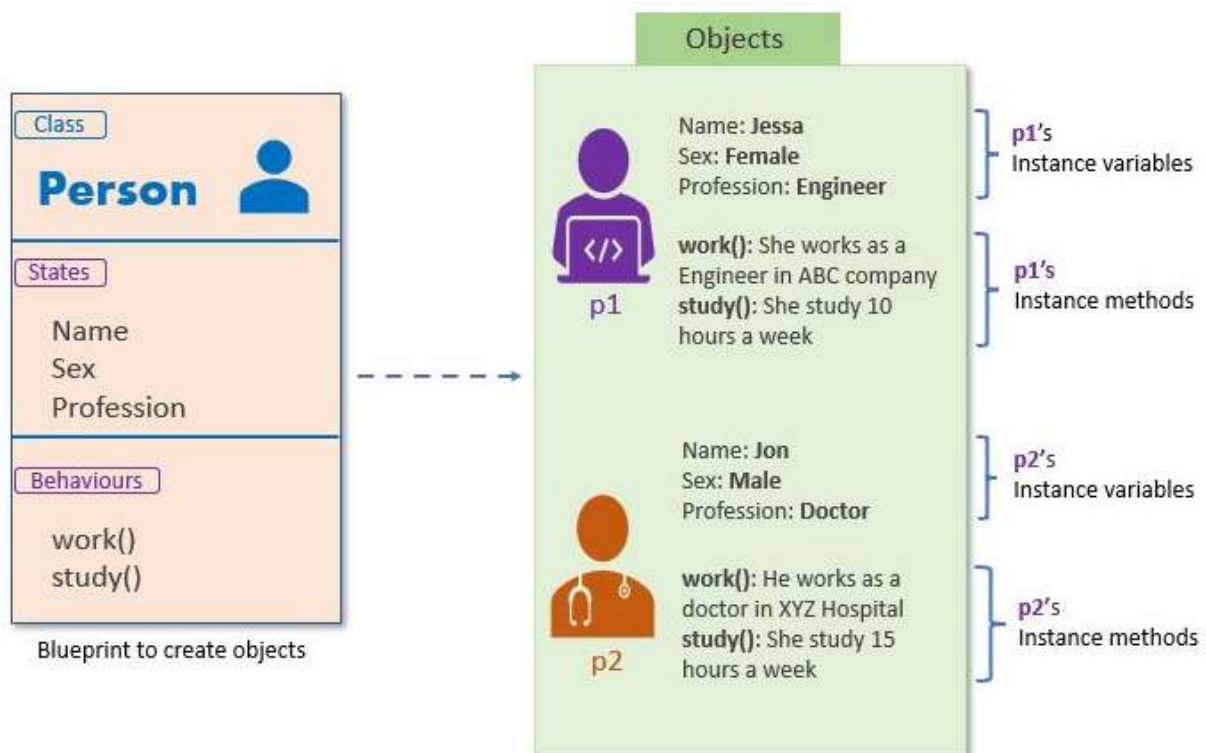 Class
Person
States
Name
Sex
Profession
Behaviours
work()
study()
Blueprint to create objects
Objects
</>
p1
Name: Jessa
Sex: Female
Profession: Engineer
work(): She works as a
Engineer in ABC company
study(): She study 10
hours a week
p1's
Instance variables
p1's
Instance methods
p2
Name: Jon
Sex: Male
Profession: Doctor
work(): He works as a
doctor in XYZ Hospital
study(): She study 15
hours a week
p2's
Instance variables
p2's
Instance methods